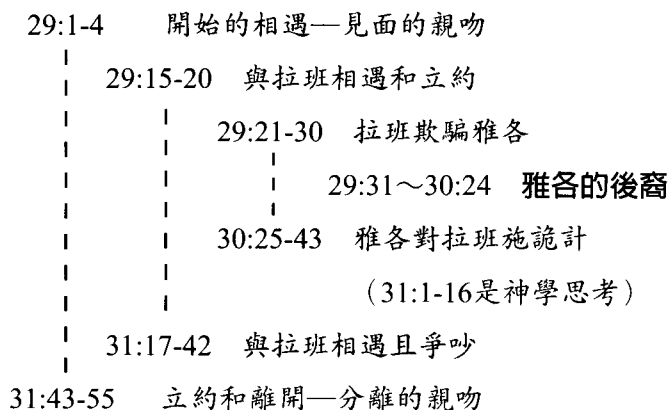 29:1-4 開始的相遇—見面的親吻
29:15-20 與拉班相遇和立約
29:21-30 拉班欺騙雅各
29:31～30:24 雅各的後裔
30:25-43 雅各對拉班施詭計
（31:1-16是神學思考）
31:17-42 與拉班相遇且爭吵
31:43-55 立約和離開—分離的親吻